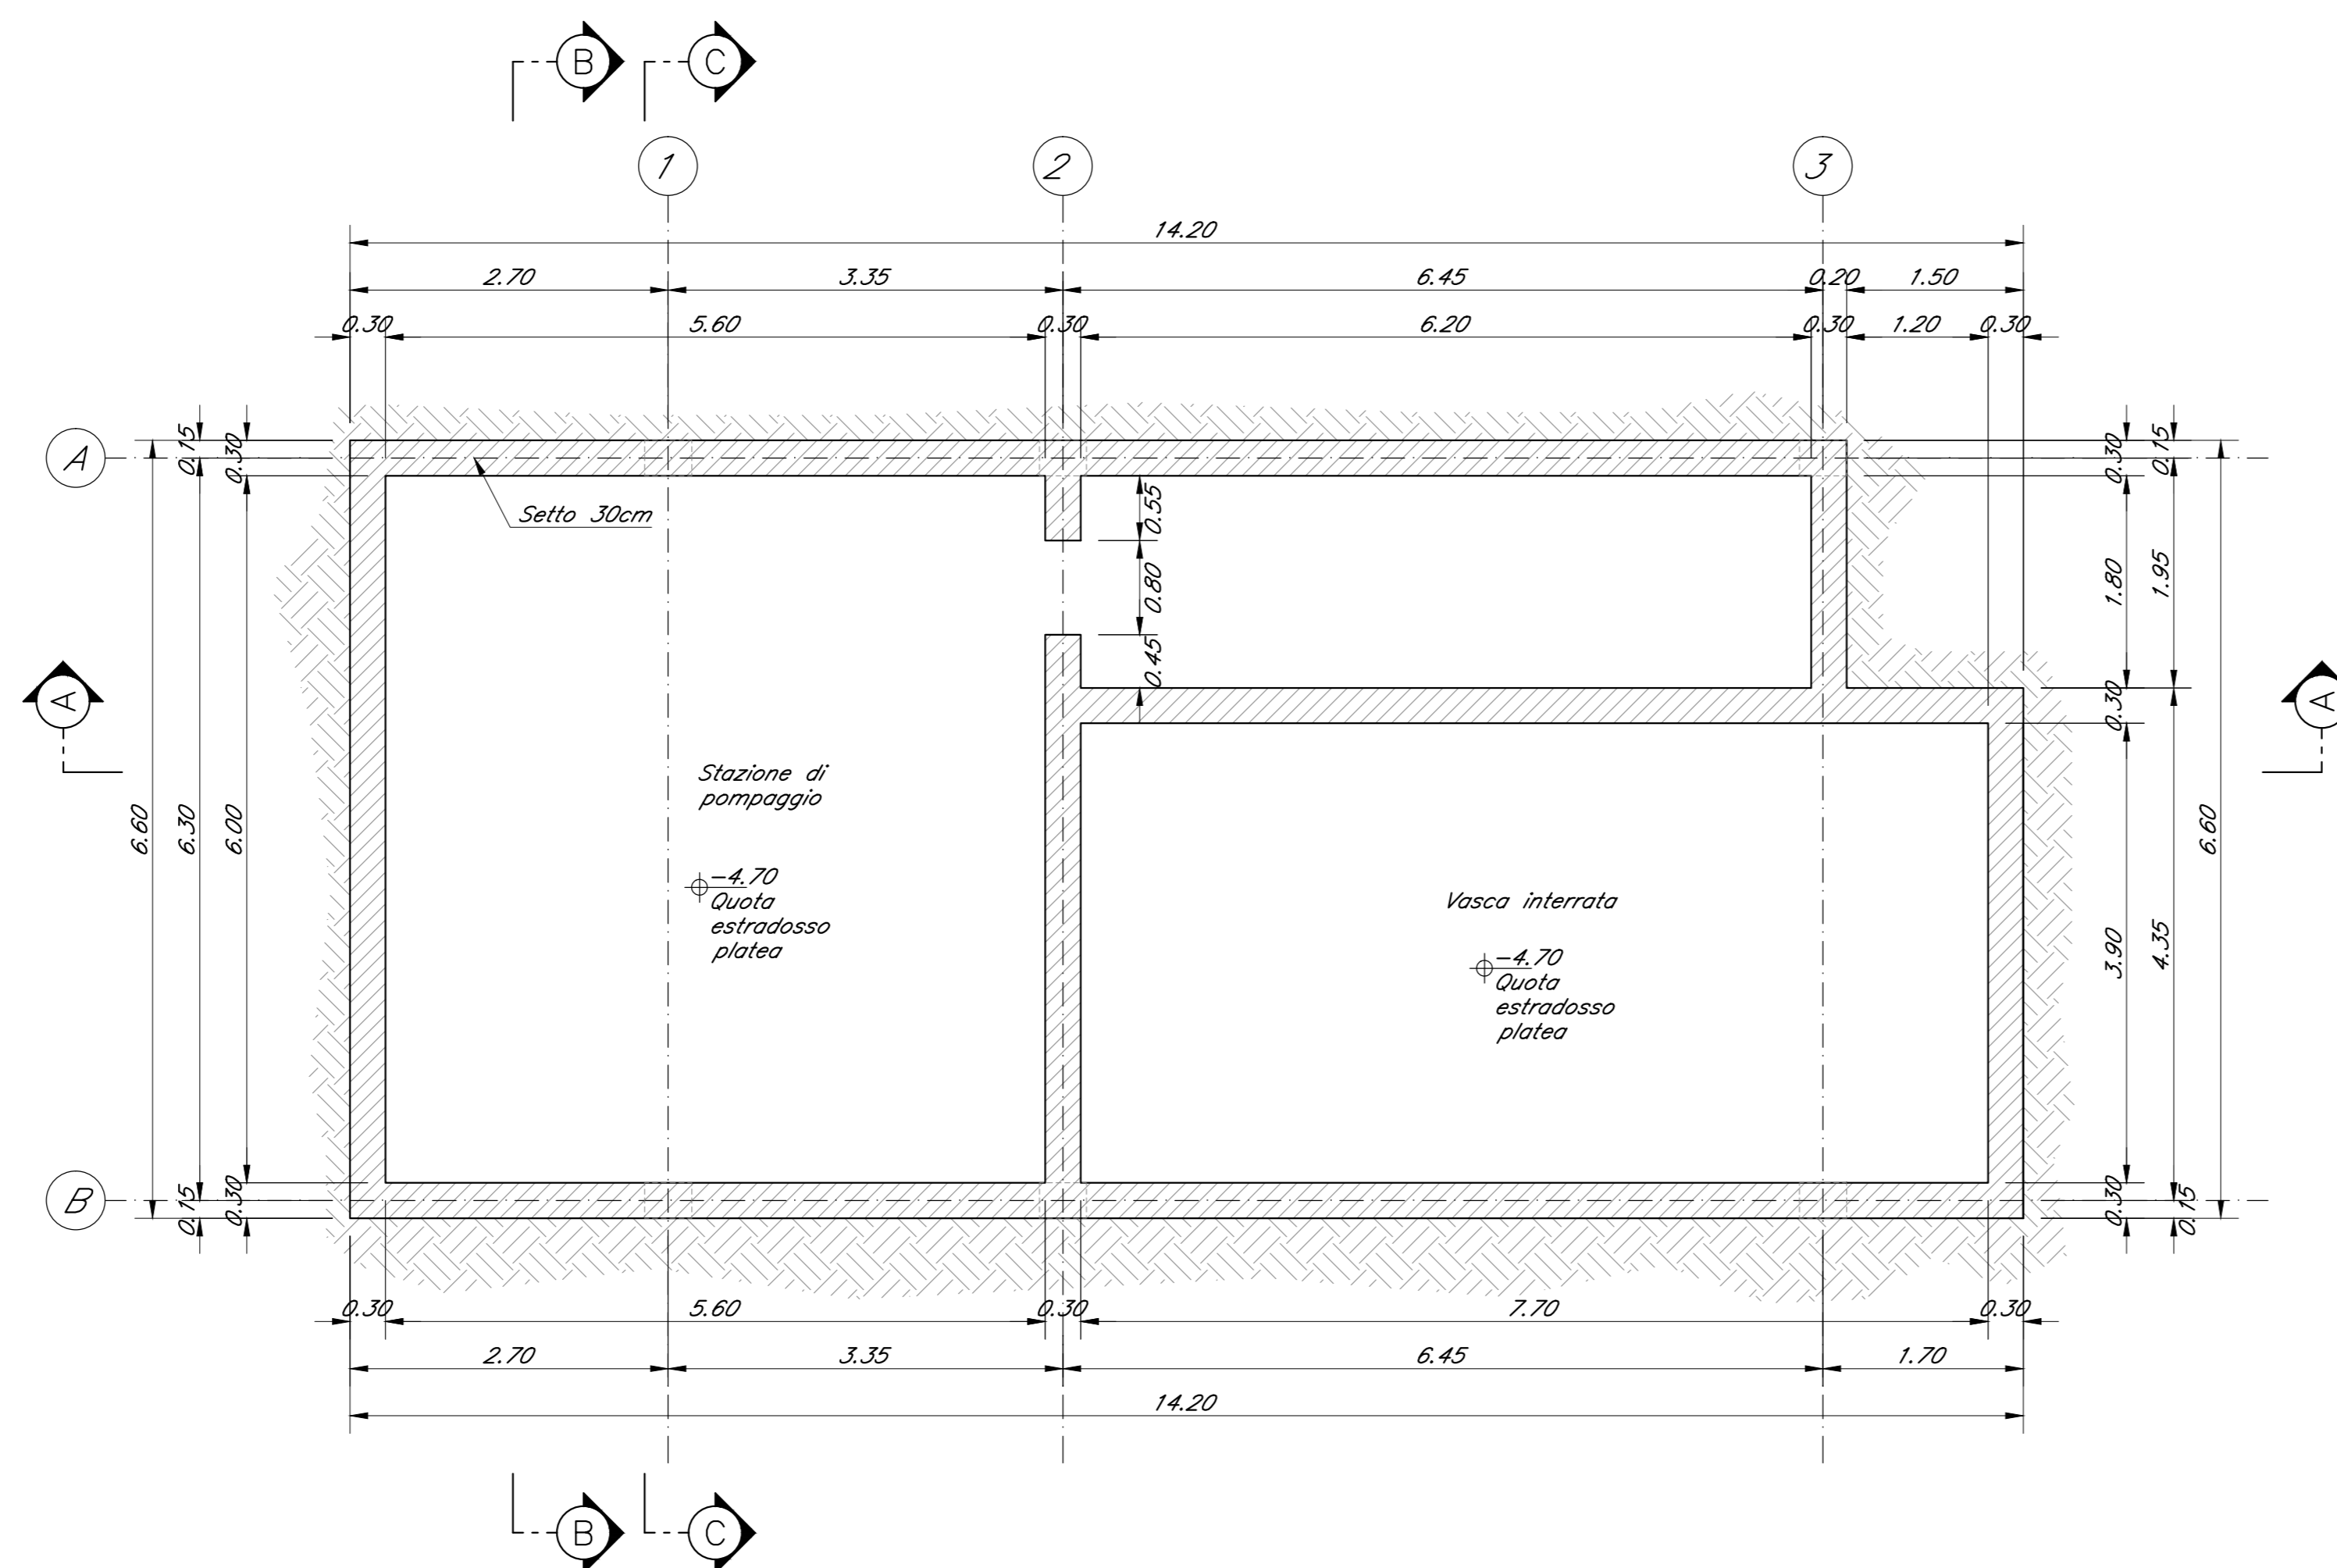 B C
1 2 3
14.20
2.70 3.35 6.45 0.20 1.50
0.30 5.60 0.30 6.20 0.30 1.20 0.30
A
0.15 0.30
0.30 0.15
Setto 30cm
0.55
0.80
0.45
1.80 1.95
A A
0.30
6.60 6.30 6.00
Stazione di
pompaggio
-4.70
Quota
estradosso
platea
Vasca interrata
-4.70
Quota
estradosso
platea
3.90 4.35 6.60
B
0.15 0.30
0.30 0.15
0.30 5.60 0.30 7.70 0.30
2.70 3.35 6.45 1.70
14.20
B C